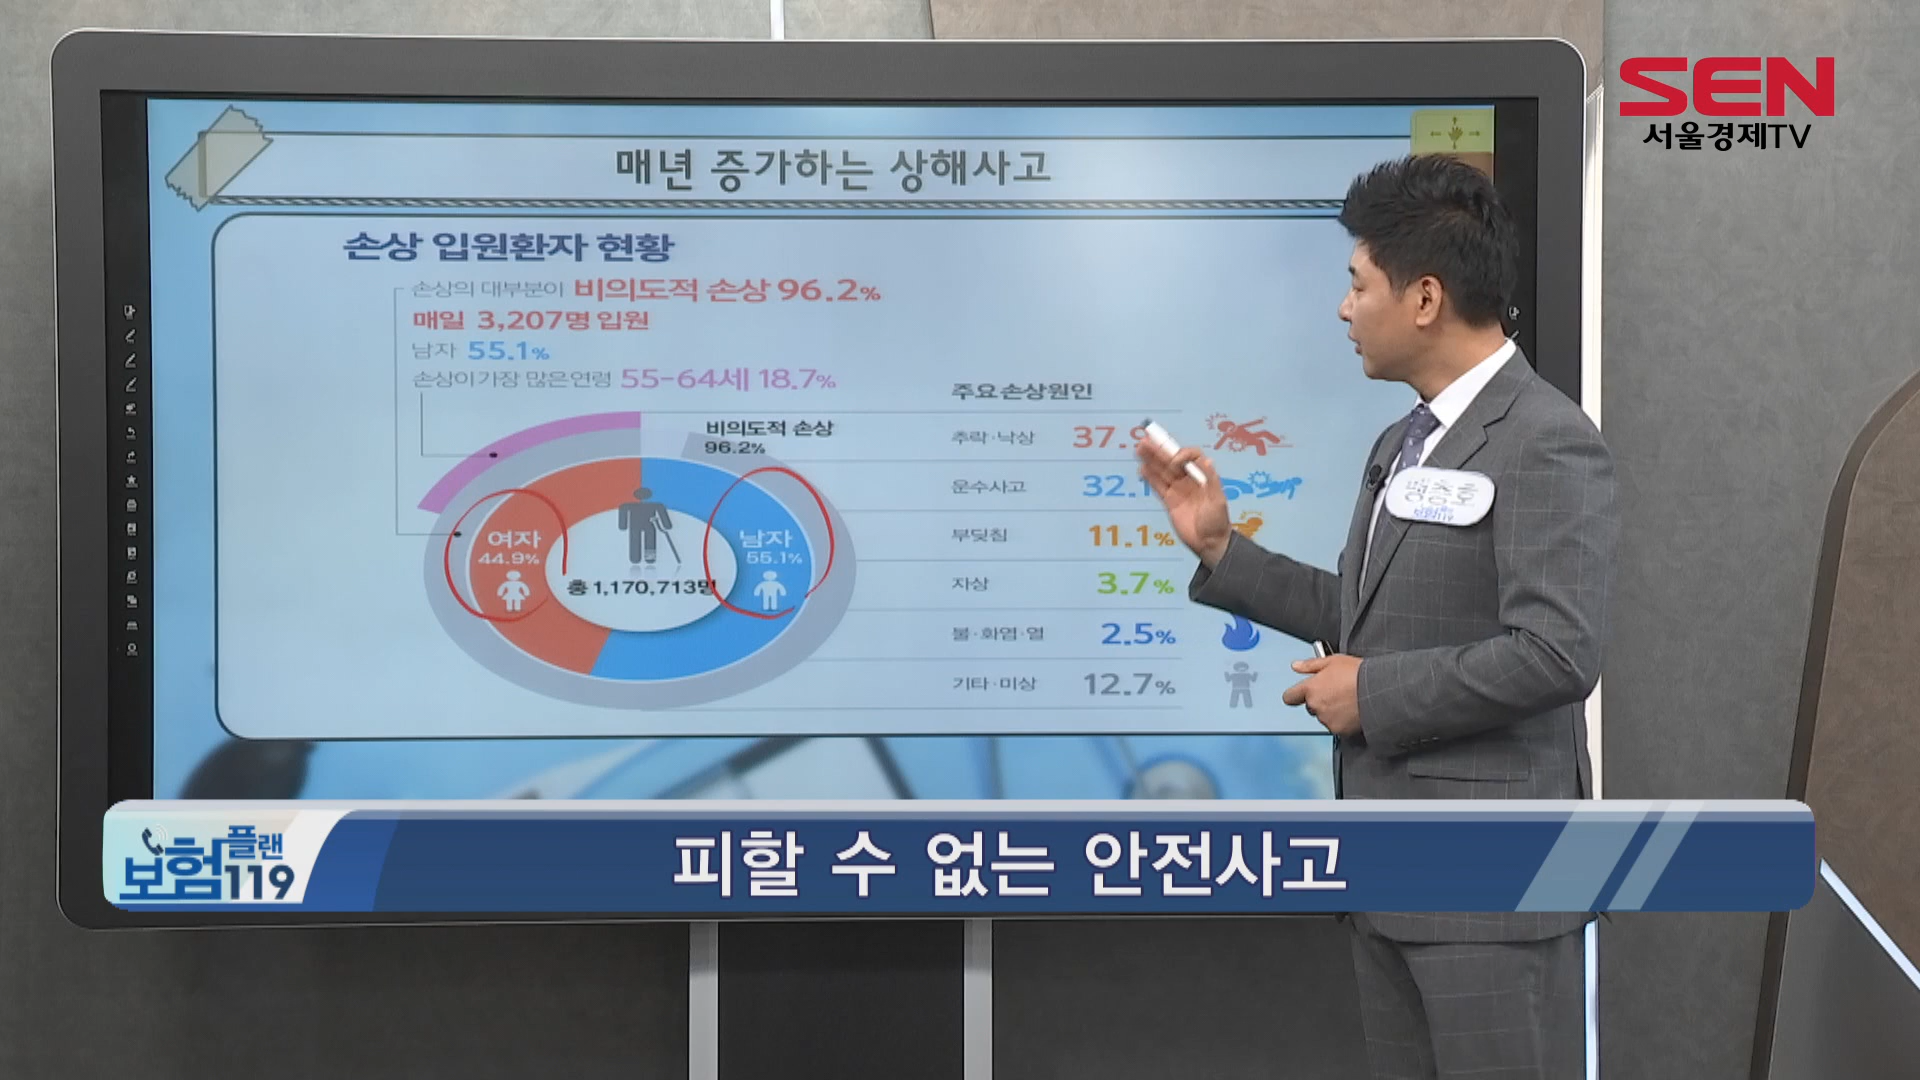 SEN
서울경제TV
매년 증가하는 상해사고
손상 입원환자 현황
손상의 대부분이 비의도적 손상 96.2%
매일 3,207명 입원
남자 55.1%
손상이 가장 많은 연령 55-64세 18.7%
비의도적 손상
96.2%
여자
44.9%
남자
55.1%
총 1,170,713명
주요 손상원인
추락·낙상 37.9
운수사고 32.1
부딪침 11.1%
자상 3.7%
불·화염·열 2.5%
기타·미상 12.7%
보험플랜
119
피할 수 없는 안전사고